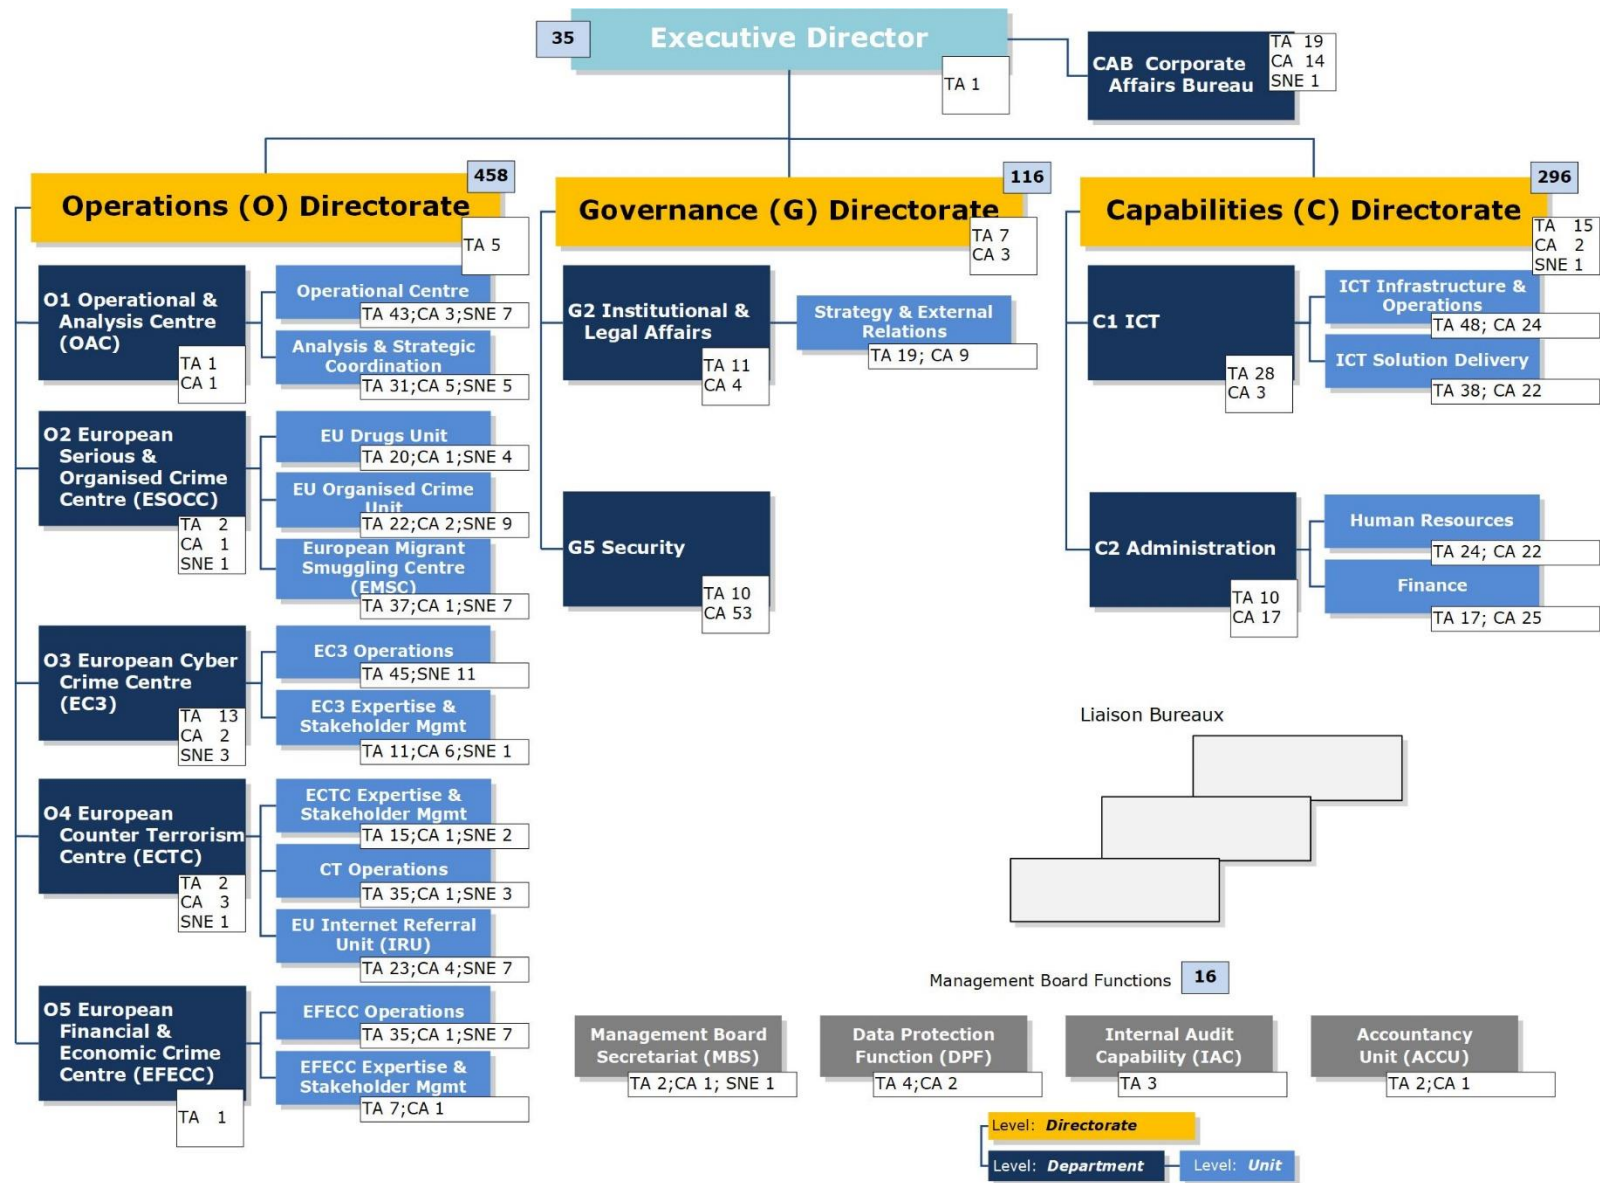 35
Executive Director
TA 1
CAB Corporate
Affairs Bureau
TA 19
CA 14
SNE 1
458
Operations (O) Directorate
TA 5
O1 Operational &
Analysis Centre
(OAC)
TA 1
CA 1
Operational Centre
TA 43;CA 3;SNE 7
Analysis & Strategic
Coordination
TA 31;CA 5;SNE 5
O2 European
Serious &
Organised Crime
Centre (ESOCC)
TA 2
CA 1
SNE 1
EU Drugs Unit
TA 20;CA 1;SNE 4
EU Organised Crime
Unit
TA 22;CA 2;SNE 9
European Migrant
Smuggling Centre
(EMSC)
TA 37;CA 1;SNE 7
O3 European Cyber
Crime Centre
(EC3)
TA 13
CA 2
SNE 3
EC3 Operations
TA 45;SNE 11
EC3 Expertise &
Stakeholder Mgmt
TA 11;CA 6;SNE 1
O4 European
Counter Terrorism
Centre (ECTC)
TA 2
CA 3
SNE 1
ECTC Expertise &
Stakeholder Mgmt
TA 15;CA 1;SNE 2
CT Operations
TA 35;CA 1;SNE 3
EU Internet Referral
Unit (IRU)
TA 23;CA 4;SNE 7
O5 European
Financial &
Economic Crime
Centre (EFECC)
TA 1
EFECC Operations
TA 35;CA 1;SNE 7
EFECC Expertise &
Stakeholder Mgmt
TA 7;CA 1
116
Governance (G) Directorate
TA 7
CA 3
G2 Institutional &
Legal Affairs
TA 11
CA 4
Strategy & External
Relations
TA 19; CA 9
G5 Security
TA 10
CA 53
296
Capabilities (C) Directorate
TA 15
CA 2
SNE 1
C1 ICT
TA 28
CA 3
ICT Infrastructure &
Operations
TA 48; CA 24
ICT Solution Delivery
TA 38; CA 22
C2 Administration
TA 10
CA 17
Human Resources
TA 24; CA 22
Finance
TA 17; CA 25
Liaison Bureaux
Management Board Functions 16
Management Board
Secretariat (MBS)
TA 2;CA 1; SNE 1
Data Protection
Function (DPF)
TA 4;CA 2
Internal Audit
Capability (IAC)
TA 3
Accountancy
Unit (ACCU)
TA 2;CA 1
Level: Directorate
Level: Department
Level: Unit